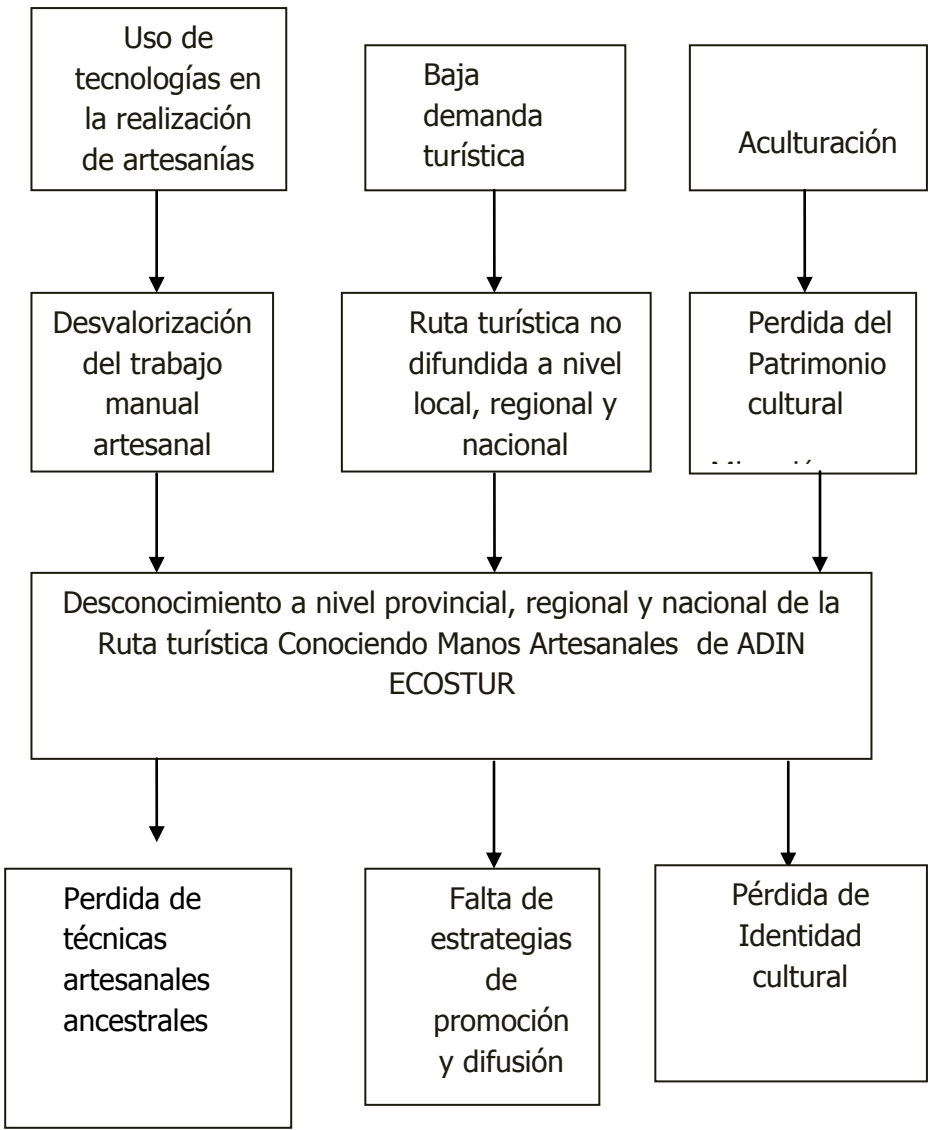 Uso de
tecnologías en
la realización
de artesanías
Baja
demanda
turística
Aculturación
Desvalorización
del trabajo
manual
artesanal
Ruta turística no
difundida a nivel
local, regional y
nacional
Perdida del
Patrimonio
cultural
Desconocimiento a nivel provincial, regional y nacional de la
Ruta turística Conociendo Manos Artesanales de ADIN
ECOSTUR
Perdida de
técnicas
artesanales
ancestrales
Falta de
estrategias
de
promoción
y difusión
Pérdida de
Identidad
cultural